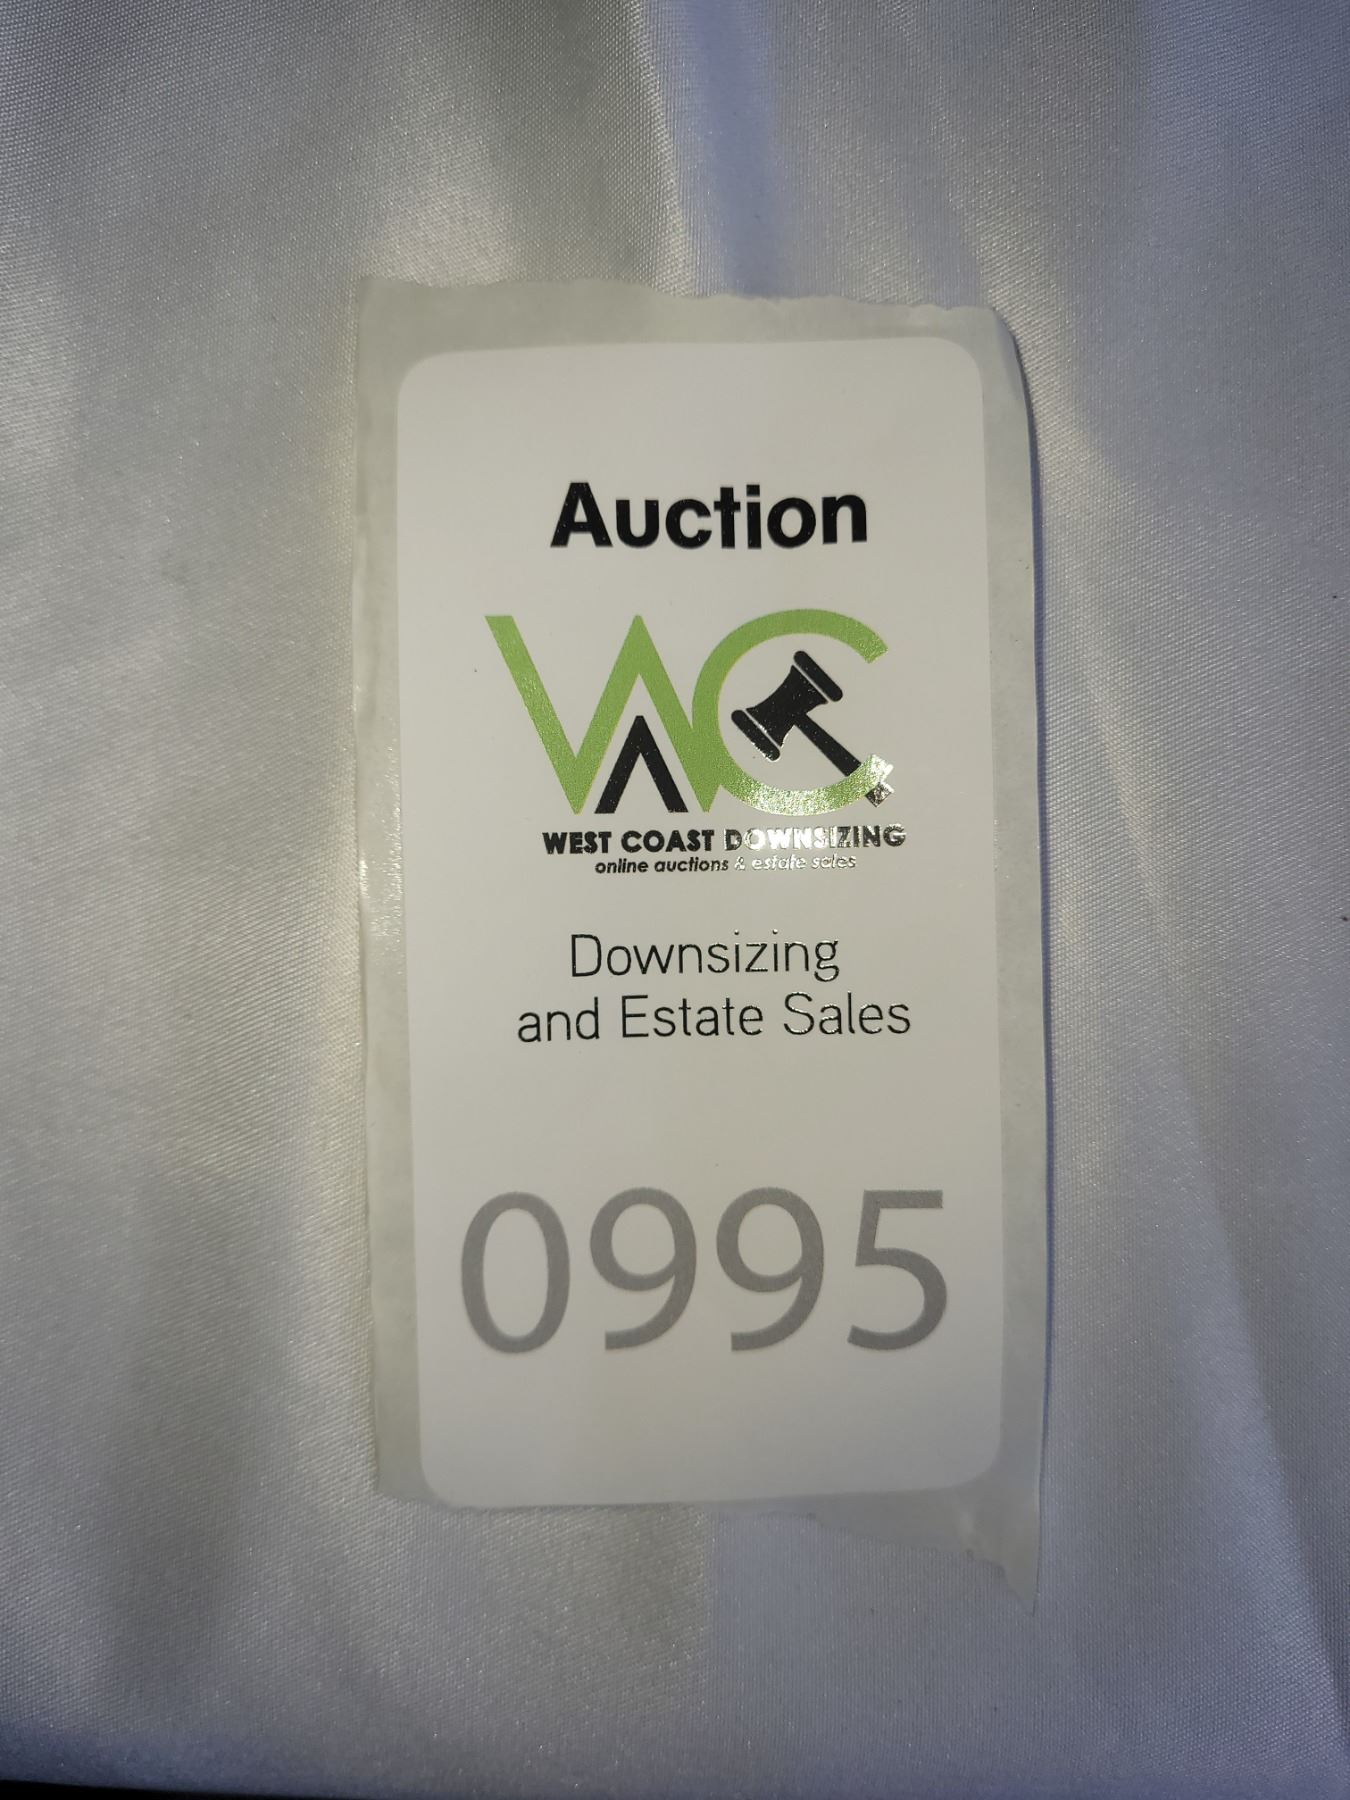 Auction
WC
WEST COAST DOWNSIZING
online auctions & estate sales
Downsizing
and Estate Sales
0995